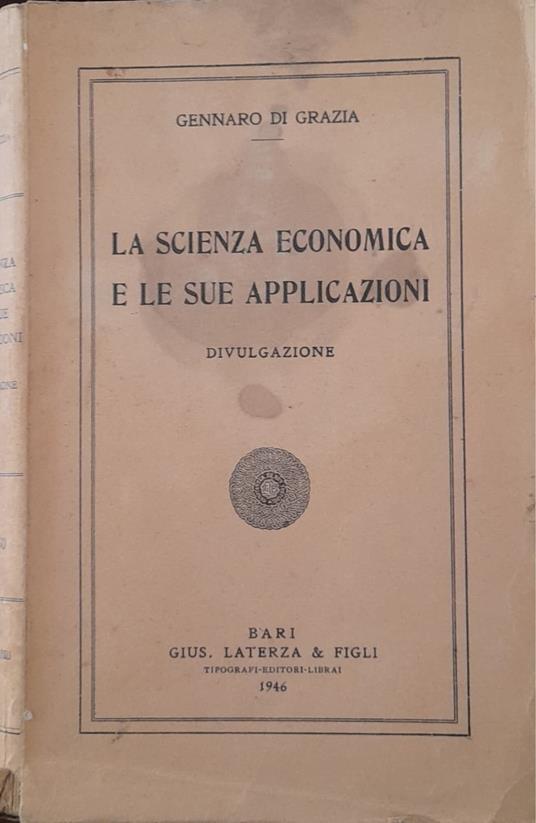 GENNARO DI GRAZIA
LA SCIENZA ECONOMICA
E LE SUE APPLICAZIONI
DIVULGAZIONE
BARI
GIUS. LATERZA & FIGLI
TIPOGRAFI-EDITORI-LIBRAI
1946